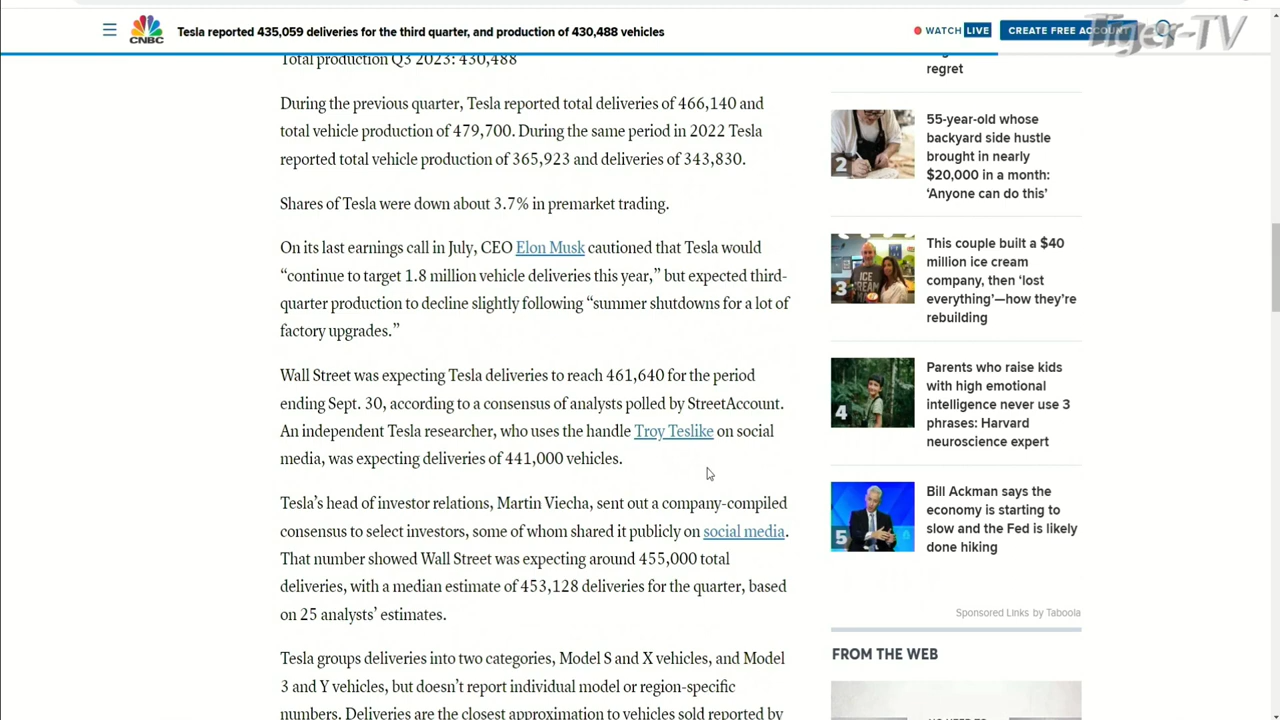 CNBC
Tesla reported 435,059 deliveries for the third quarter, and production of 430,488 vehicles
WATCH LIVE
CREATE FREE ACCOUNT
Tiger-TV
Total production Q3 2023: 430,488
During the previous quarter, Tesla reported total deliveries of 466,140 and
total vehicle production of 479,700. During the same period in 2022 Tesla
reported total vehicle production of 365,923 and deliveries of 343,830.
Shares of Tesla were down about 3.7% in premarket trading.
On its last earnings call in July, CEO Elon Musk cautioned that Tesla would
“continue to target 1.8 million vehicle deliveries this year,” but expected third-
quarter production to decline slightly following “summer shutdowns for a lot of
factory upgrades.”
Wall Street was expecting Tesla deliveries to reach 461,640 for the period
ending Sept. 30, according to a consensus of analysts polled by StreetAccount.
An independent Tesla researcher, who uses the handle Troy Teslike on social
media, was expecting deliveries of 441,000 vehicles.
Tesla’s head of investor relations, Martin Viecha, sent out a company-compiled
consensus to select investors, some of whom shared it publicly on social media.
That number showed Wall Street was expecting around 455,000 total
deliveries, with a median estimate of 453,128 deliveries for the quarter, based
on 25 analysts’ estimates.
Tesla groups deliveries into two categories, Model S and X vehicles, and Model
3 and Y vehicles, but doesn’t report individual model or region-specific
numbers. Deliveries are the closest approximation to vehicles sold reported by
regret
2
55-year-old whose
backyard side hustle
brought in nearly
$20,000 in a month:
‘Anyone can do this’
3
ICE
CREAM
This couple built a $40
million ice cream
company, then ‘lost
everything’—how they’re
rebuilding
4
Parents who raise kids
with high emotional
intelligence never use 3
phrases: Harvard
neuroscience expert
5
Bill Ackman says the
economy is starting to
slow and the Fed is likely
done hiking
Sponsored Links by Taboola
FROM THE WEB